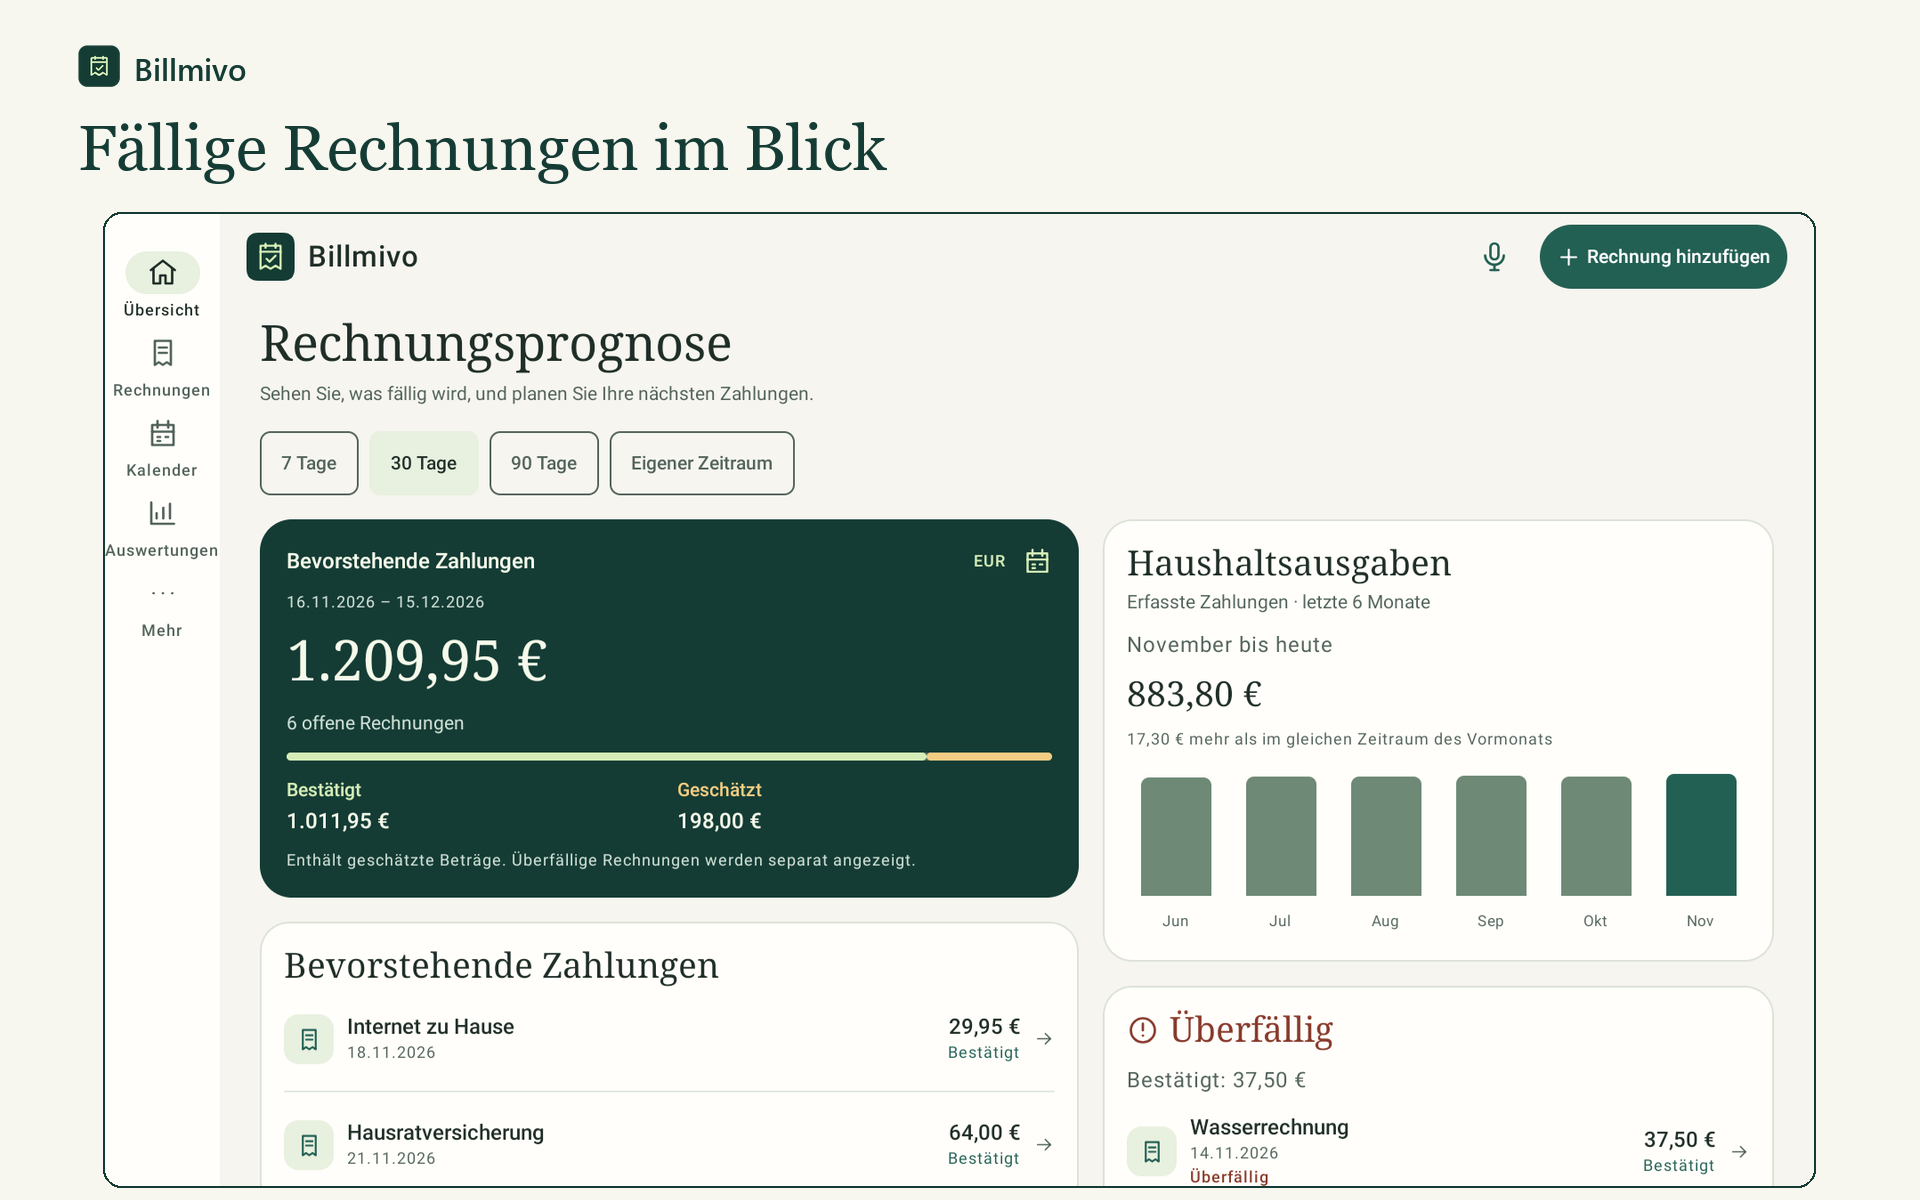 Billmivo
Fällige Rechnungen im Blick
Übersicht
Rechnungen
Kalender
Auswertungen
Mehr
Billmivo
Rechnung hinzufügen
Rechnungsprognose
Sehen Sie, was fällig wird, und planen Sie Ihre nächsten Zahlungen.
7 Tage
30 Tage
90 Tage
Eigener Zeitraum
Bevorstehende Zahlungen
EUR
16.11.2026 – 15.12.2026
1.209,95 €
6 offene Rechnungen
Bestätigt
Geschätzt
1.011,95 €
198,00 €
Enthält geschätzte Beträge. Überfällige Rechnungen werden separat angezeigt.
Bevorstehende Zahlungen
Internet zu Hause
29,95 €
18.11.2026
Bestätigt
Hausratversicherung
64,00 €
21.11.2026
Bestätigt
Haushaltsausgaben
Erfasste Zahlungen · letzte 6 Monate
November bis heute
883,80 €
17,30 € mehr als im gleichen Zeitraum des Vormonats
Jun
Jul
Aug
Sep
Okt
Nov
Überfällig
Bestätigt: 37,50 €
Wasserrechnung
37,50 €
14.11.2026
Bestätigt
Überfällig